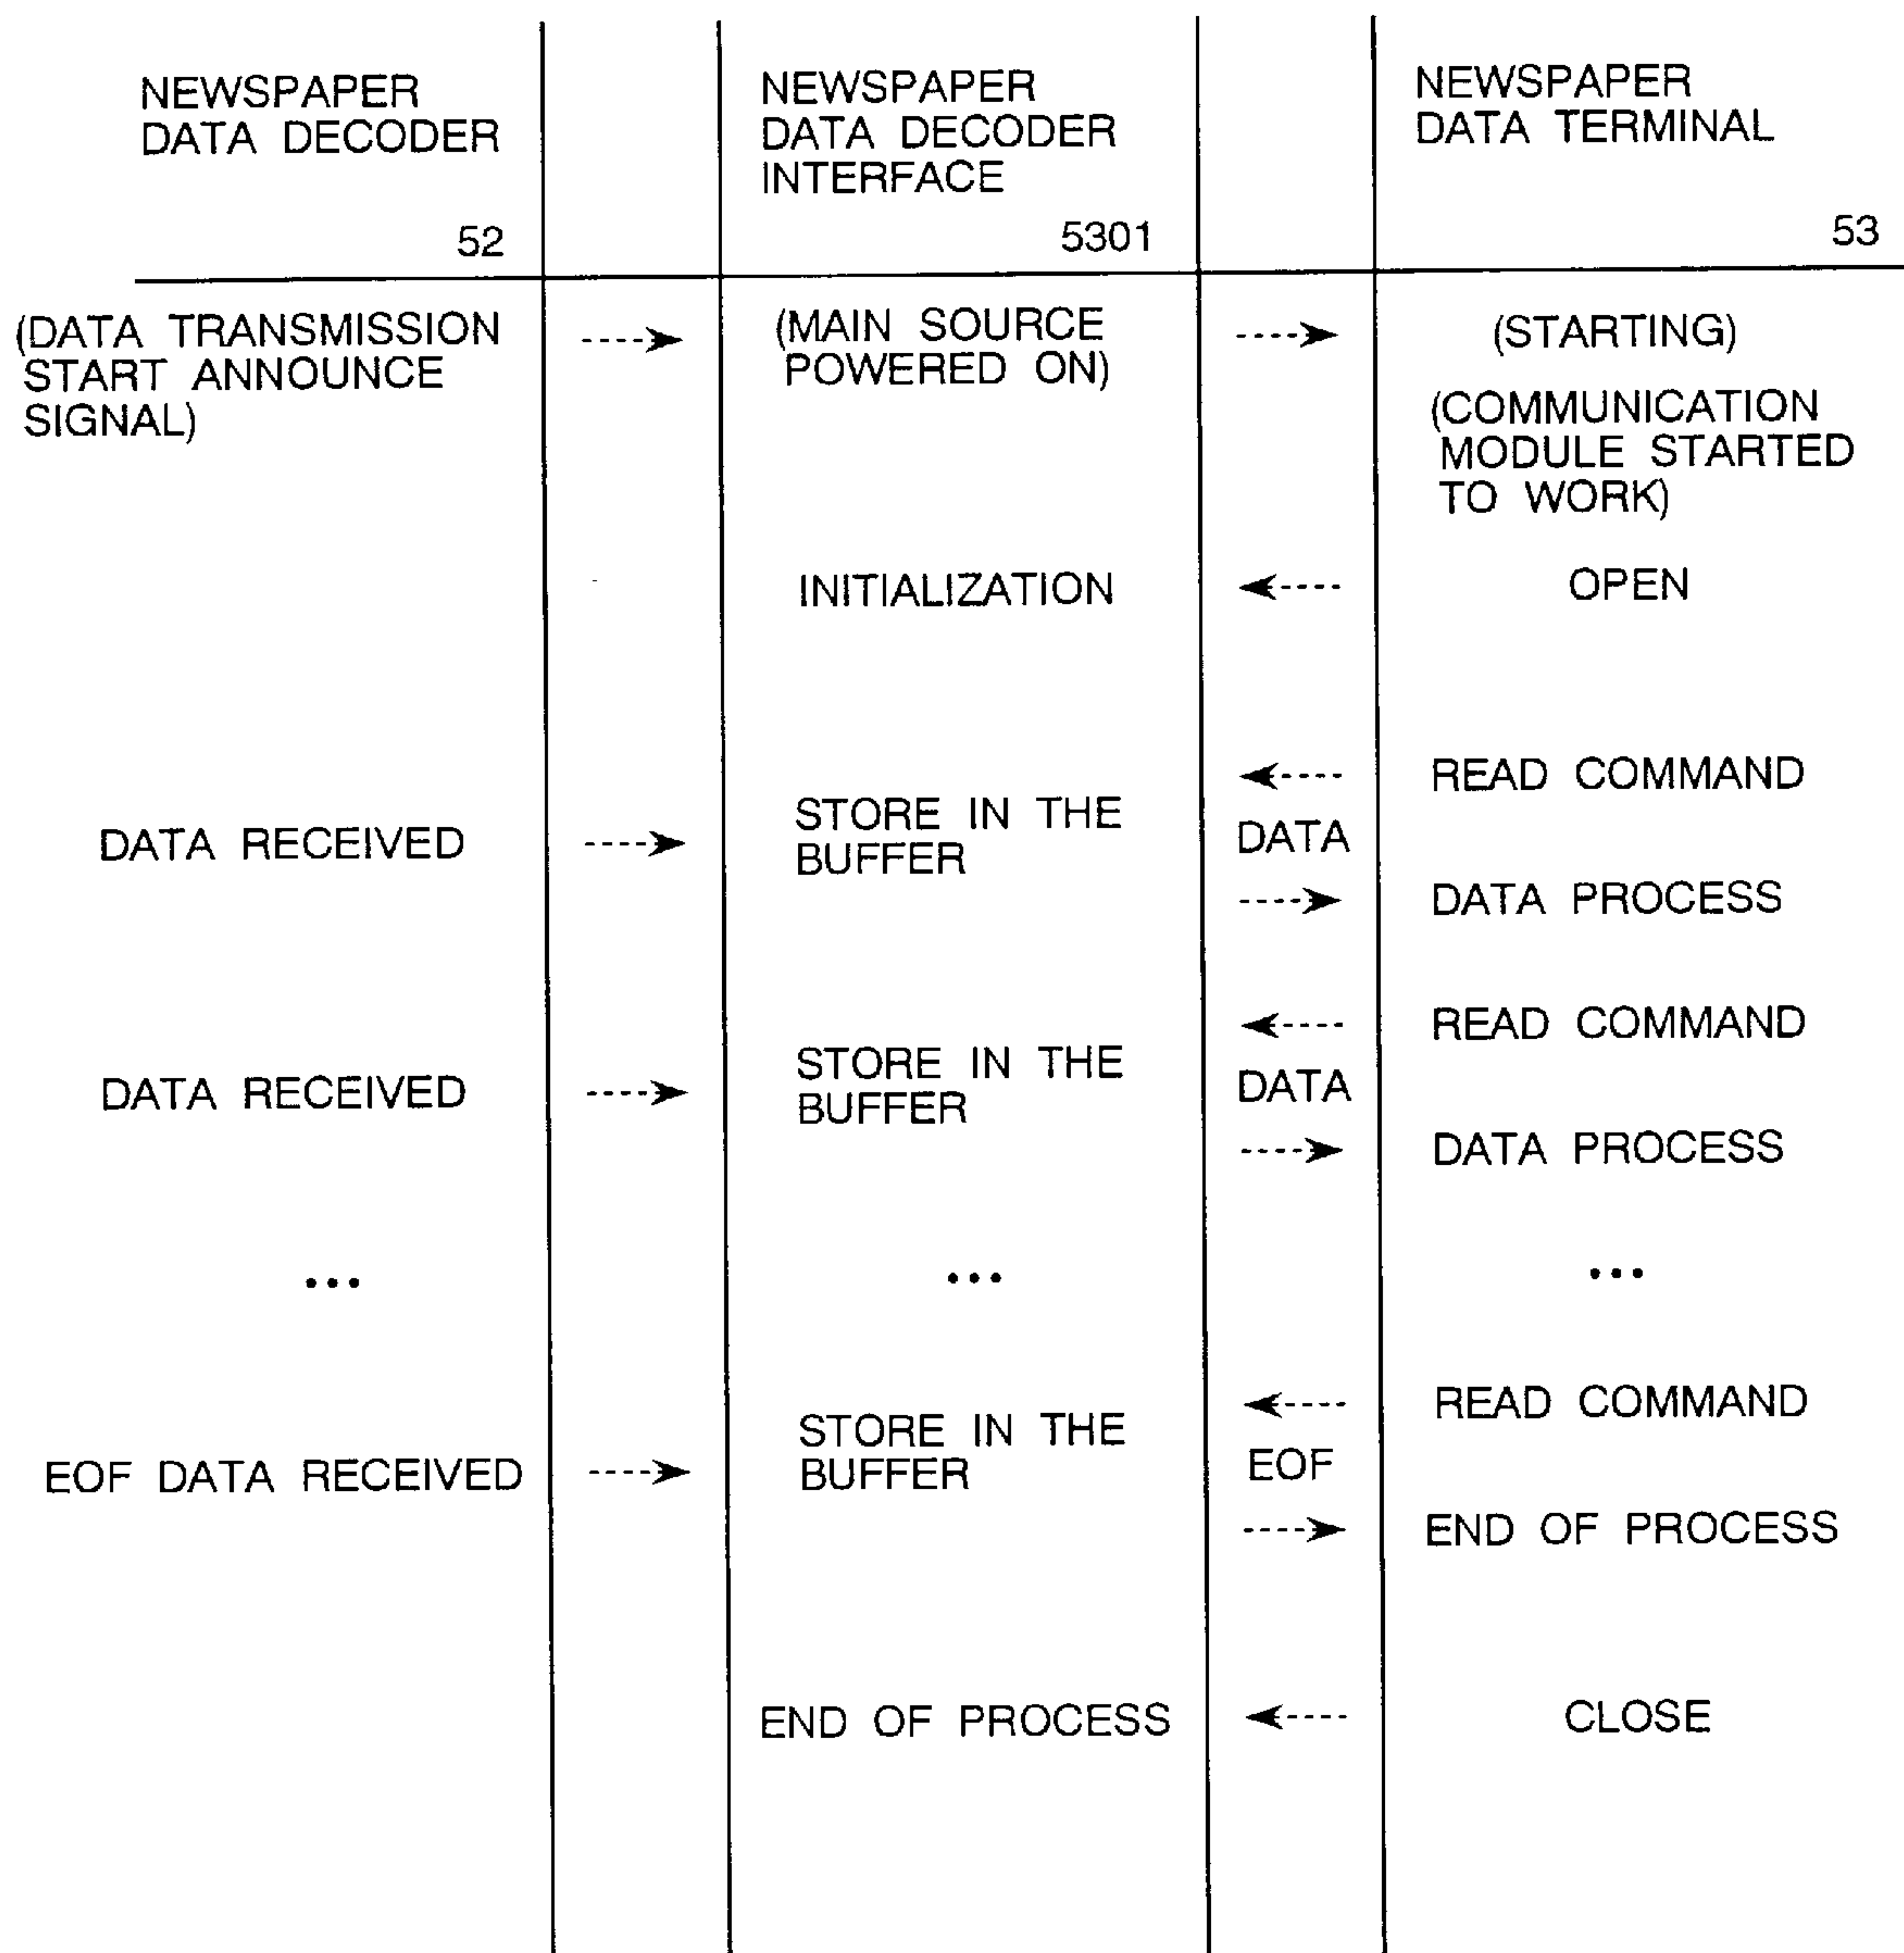 NEWSPAPER
DATA DECODER
52
NEWSPAPER
DATA DECODER
INTERFACE
5301
NEWSPAPER
DATA TERMINAL
53
(DATA TRANSMISSION
START ANNOUNCE
SIGNAL)
(MAIN SOURCE
POWERED ON)
(STARTING)
(COMMUNICATION
MODULE STARTED
TO WORK)
INITIALIZATION
OPEN
DATA RECEIVED
STORE IN THE
BUFFER
READ COMMAND
DATA
DATA PROCESS
DATA RECEIVED
STORE IN THE
BUFFER
READ COMMAND
DATA
DATA PROCESS
•••
•••
•••
EOF DATA RECEIVED
STORE IN THE
BUFFER
READ COMMAND
EOF
END OF PROCESS
END OF PROCESS
CLOSE